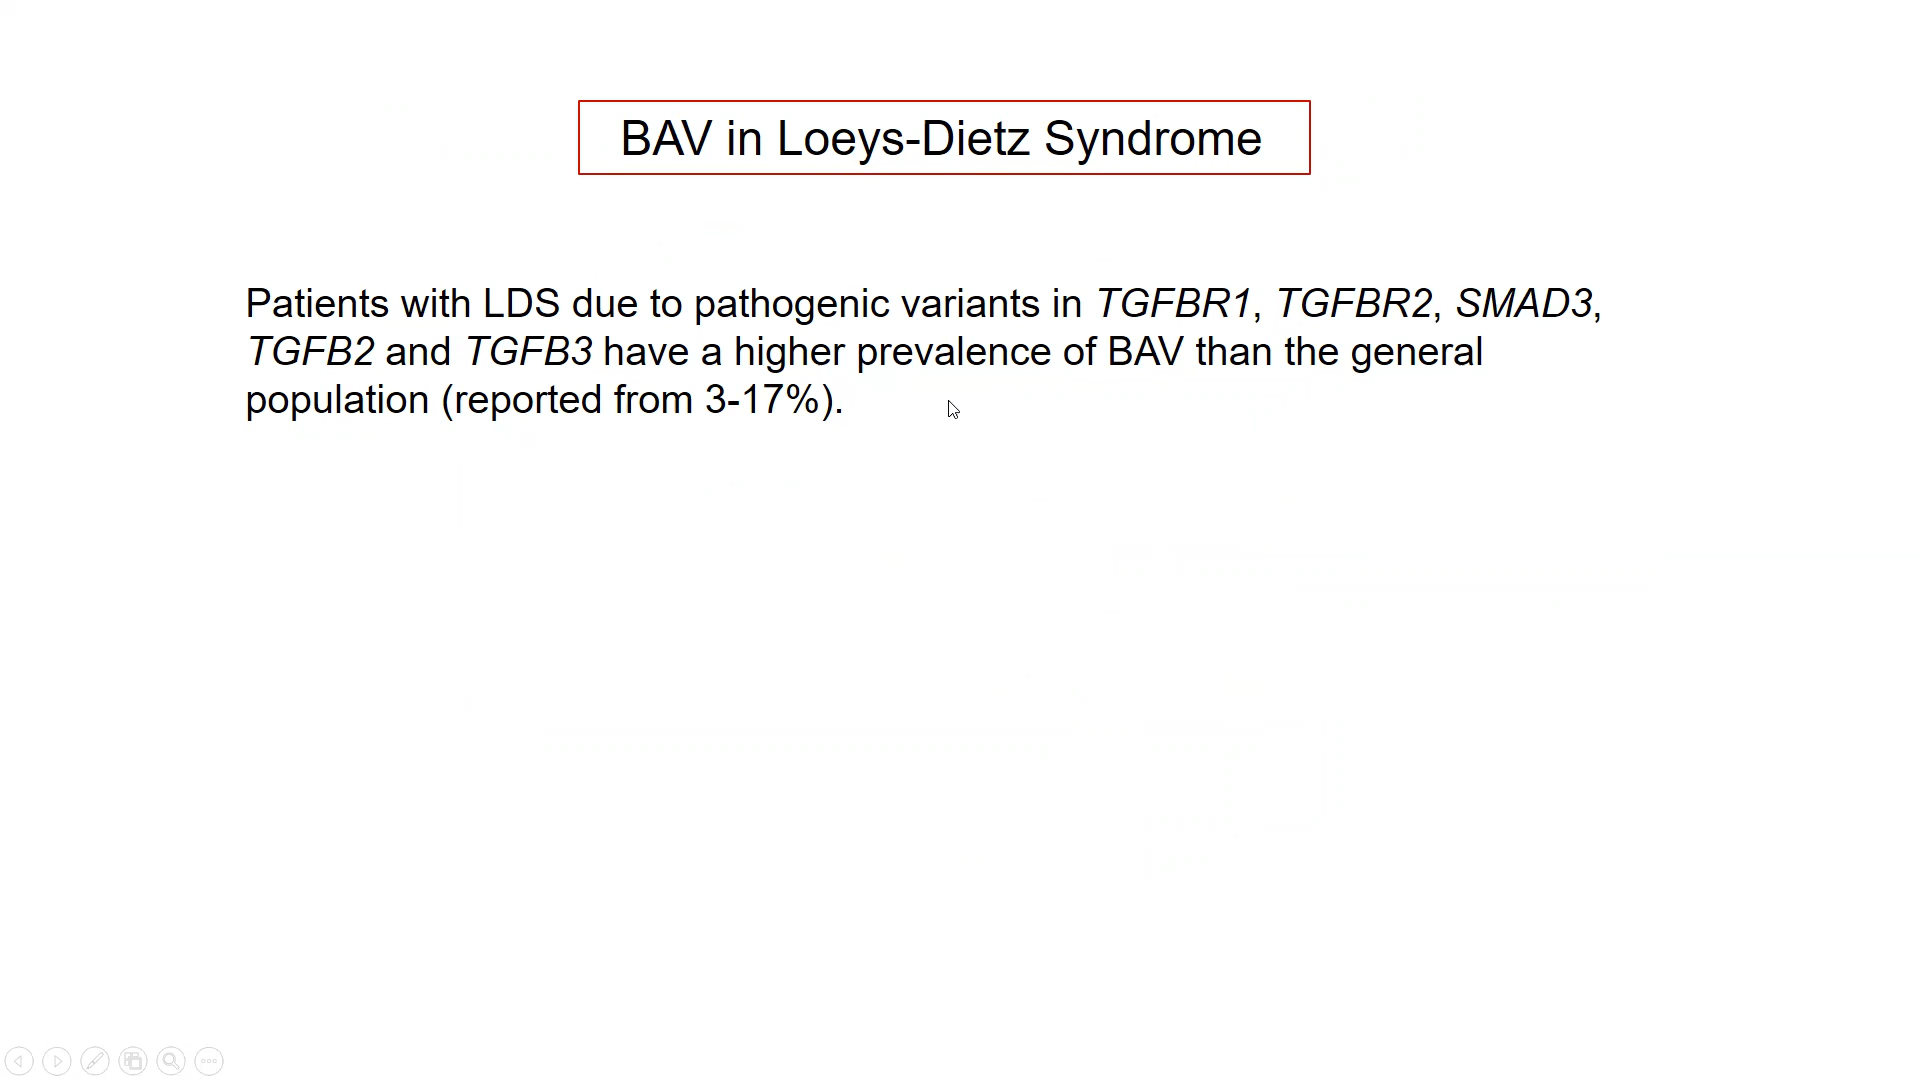 BAV in Loeys-Dietz Syndrome
Patients with LDS due to pathogenic variants in TGFBR1, TGFBR2, SMAD3,
TGFB2 and TGFB3 have a higher prevalence of BAV than the general
population (reported from 3-17%).